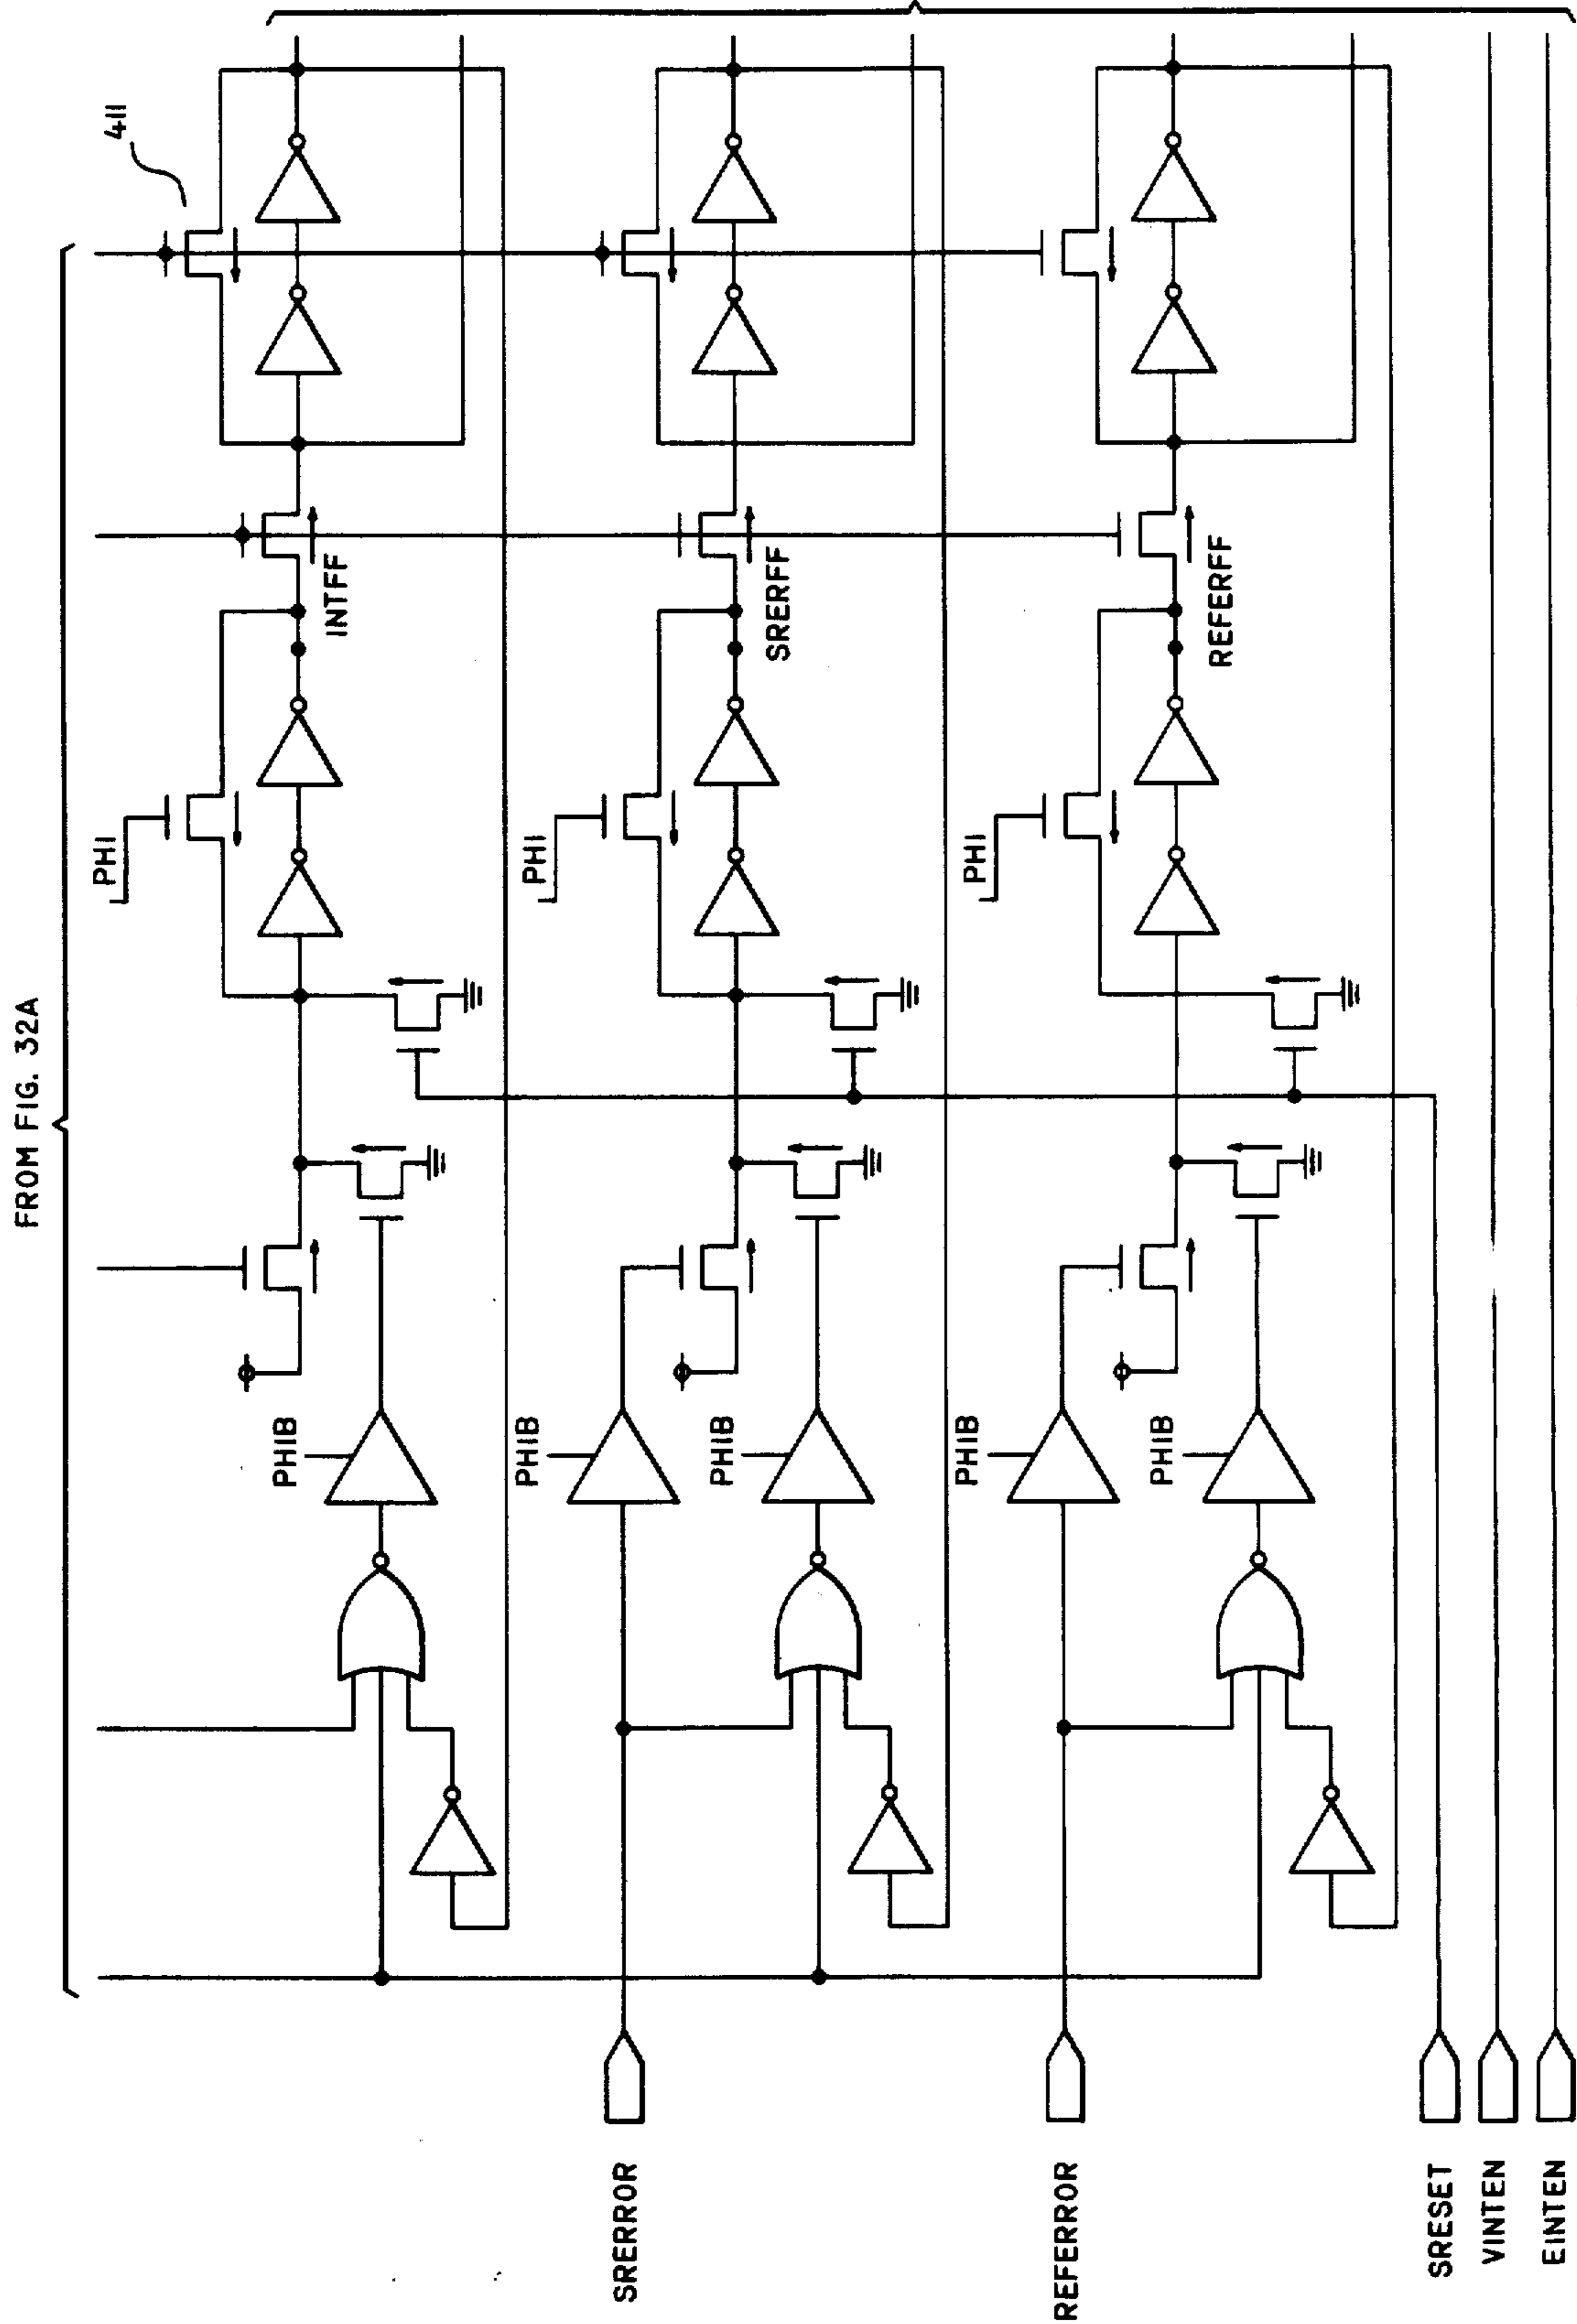 FROM FIG. 32A
411
PHI
INTFF
PHIB
PHI
SRERFF
PHIB
PHIB
PHI
REFERFF
PHIB
PHIB
SRERROR
REFERROR
SRESET
VINTEN
EINTEN